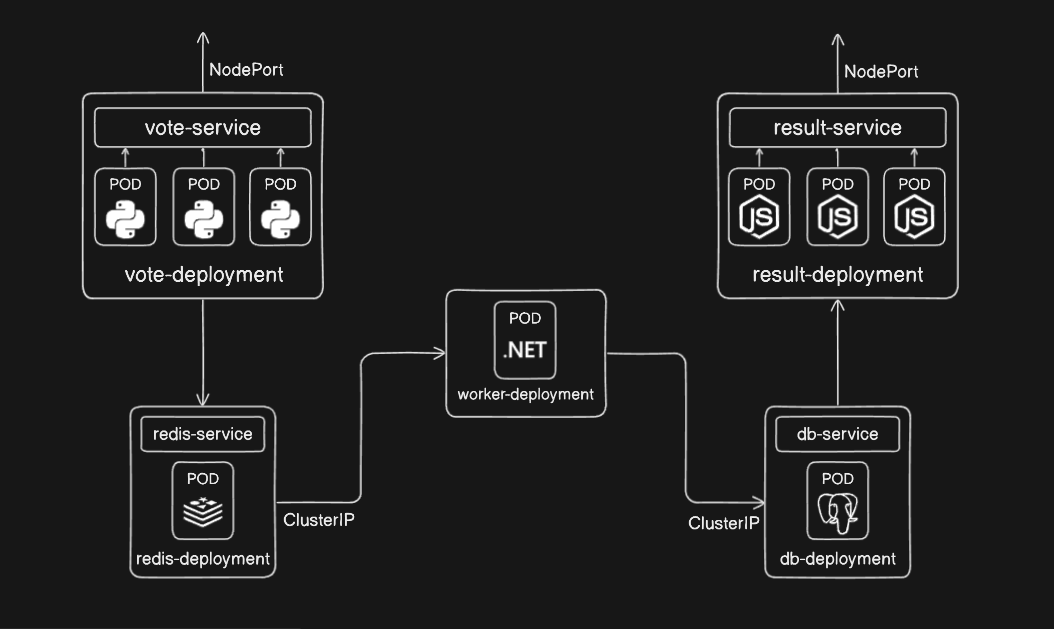 NodePort
vote-service
POD
POD
POD
vote-deployment
NodePort
result-service
POD
JS
POD
JS
POD
JS
result-deployment
POD
.NET
worker-deployment
redis-service
POD
redis-deployment
ClusterIP
ClusterIP
db-service
POD
db-deployment